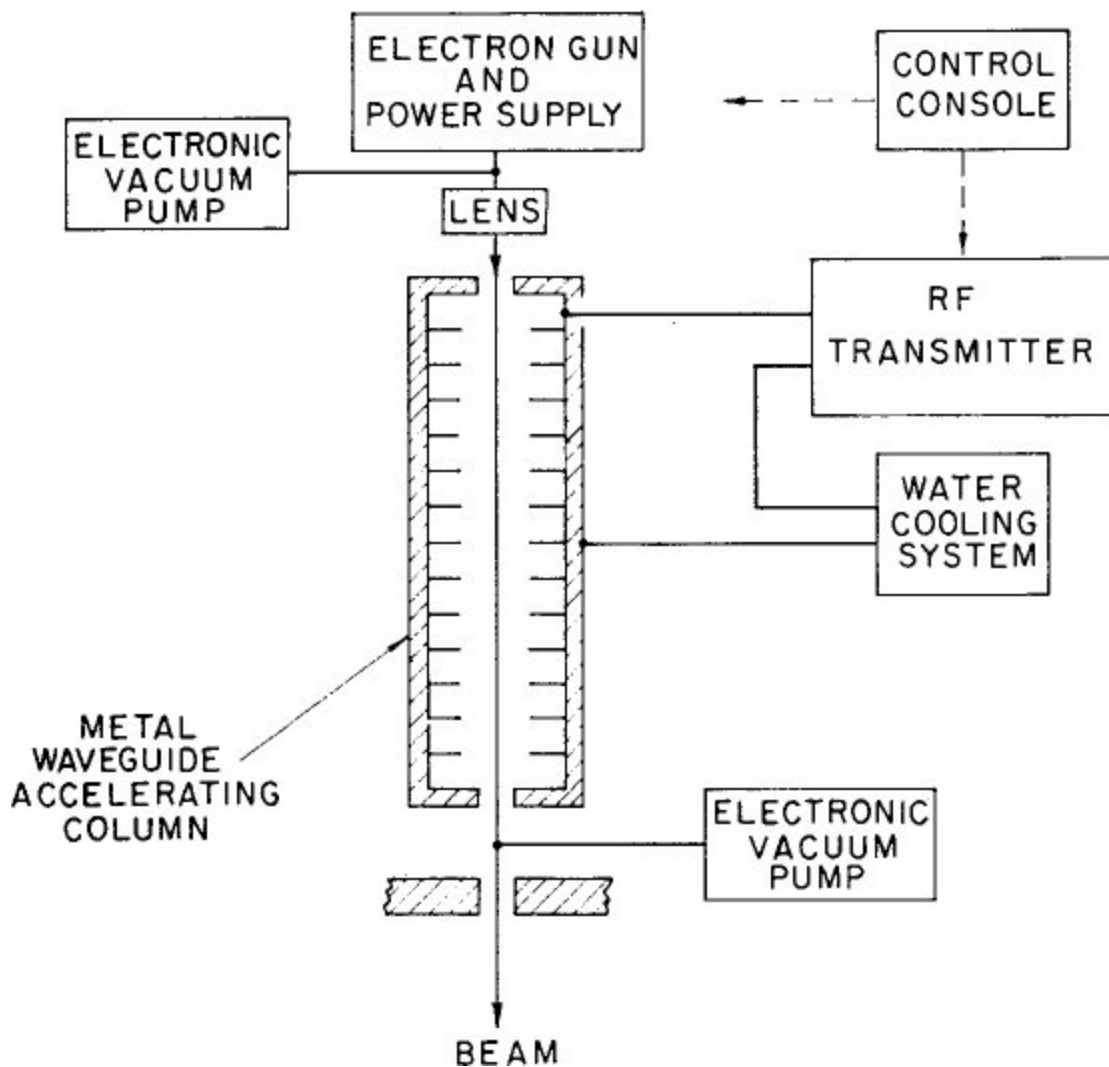 ELECTRON GUN
AND
POWER SUPPLY
CONTROL
CONSOLE
ELECTRONIC
VACUUM
PUMP
LENS
RF
TRANSMITTER
WATER
COOLING
SYSTEM
METAL
WAVEGUIDE
ACCELERATING
COLUMN
ELECTRONIC
VACUUM
PUMP
BEAM